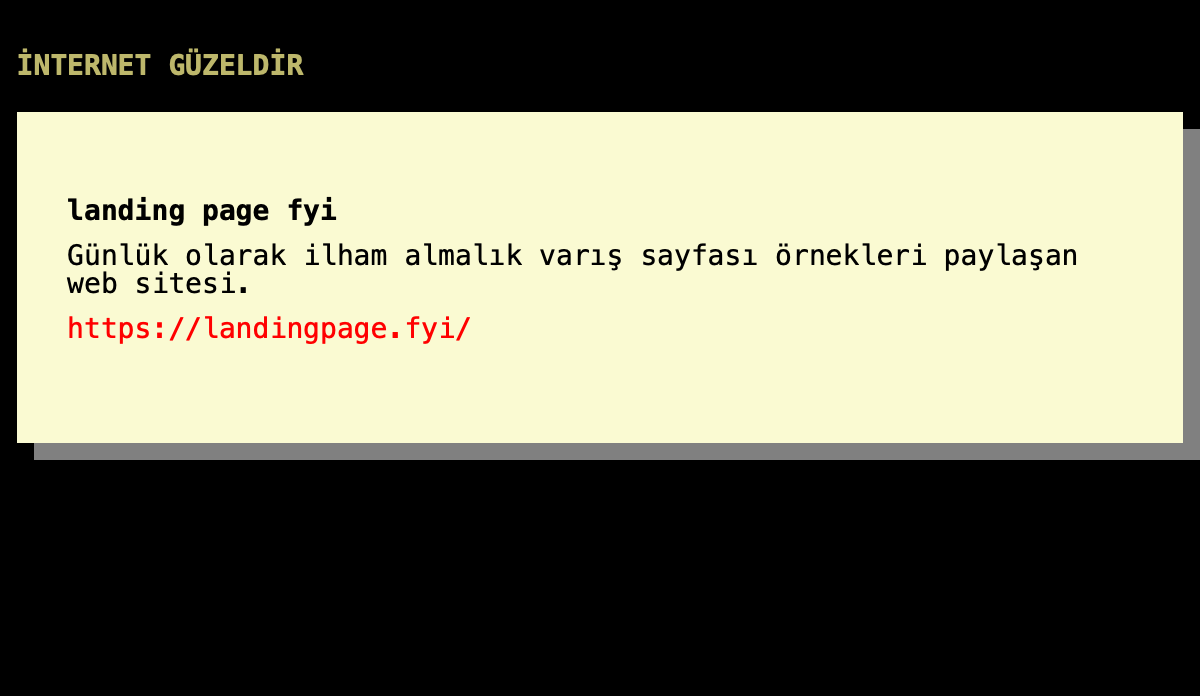 İNTERNET GÜZELDİR
landing page fyi
Günlük olarak ilham almalık varış sayfası örnekleri paylaşan
web sitesi.
https://landingpage.fyi/